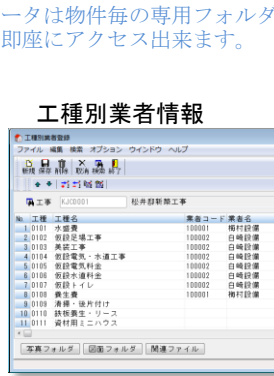 ータは物件毎の専用フォルダ
即座にアクセス出来ます。
工種別業者情報
工種別業者登録
ファイル 編集 検索 オプション ウインドウ ヘルプ
新規 保存 削除 取消 検索 終了
工事 KJCD0001 松井邸新築工事
No 工種 工種名 業者コード 業者名
1 0101 水盛費 100001 梅村設備
2 0102 仮設足場工事 100002 白崎設備
3 0103 美装工事 100002 白崎設備
4 0104 仮設電気・水道工事 100002 白崎設備
5 0105 仮設電気料金 100002 白崎設備
6 0106 仮設水道料金 100002 白崎設備
7 0107 仮設トイレ 100002 白崎設備
8 0108 養生費 100001 梅村設備
9 0109 清掃・後片付け
10 0110 鉄板養生・リース
11 0111 資材用ミニハウス
写真フォルダ 図面フォルダ 関連ファイル